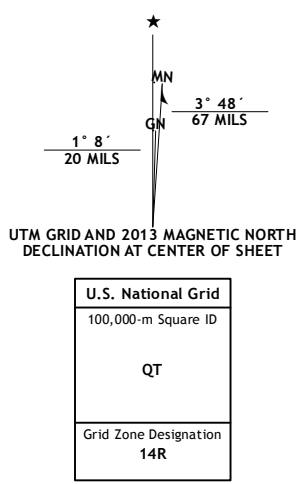 MN
3° 48´
GN
67 MILS
1° 8´
20 MILS
UTM GRID AND 2013 MAGNETIC NORTH
DECLINATION AT CENTER OF SHEET
U.S. National Grid
100,000-m Square ID
QT
Grid Zone Designation
14R